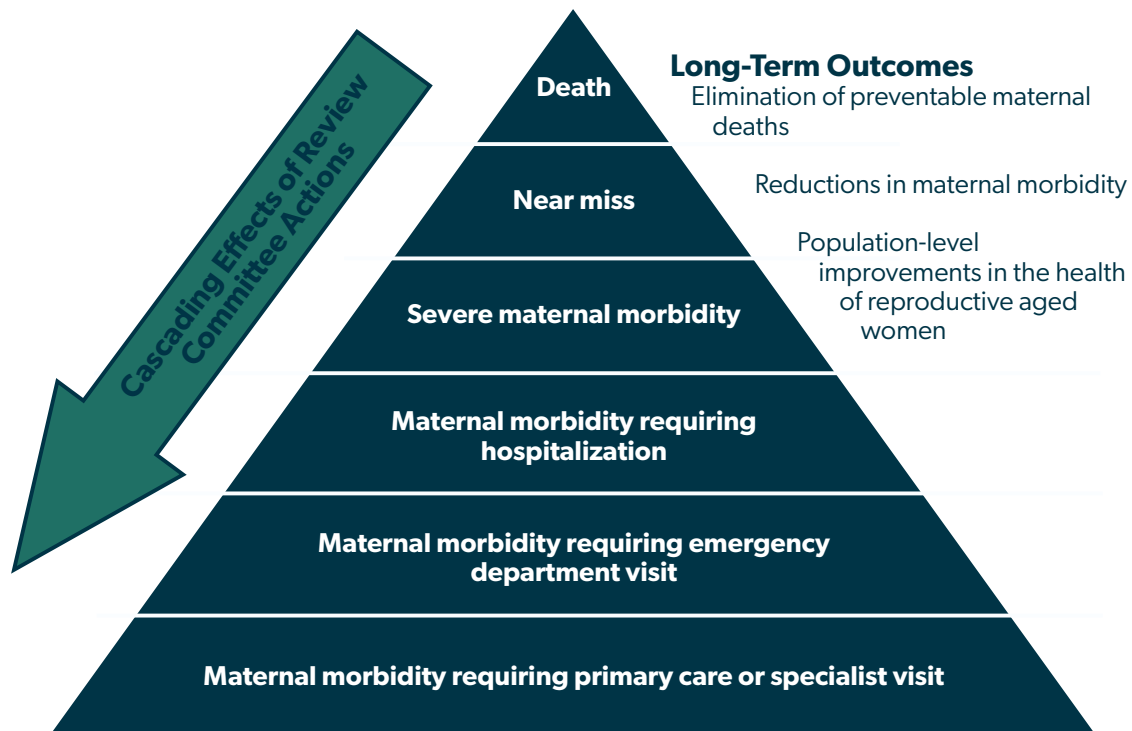 Cascading Effects of Review
Committee Actions
Death
Near miss
Severe maternal morbidity
Maternal morbidity requiring
hospitalization
Maternal morbidity requiring emergency
department visit
Maternal morbidity requiring primary care or specialist visit
Long-Term Outcomes
Elimination of preventable maternal
deaths
Reductions in maternal morbidity
Population-level
improvements in the health
of reproductive aged
women